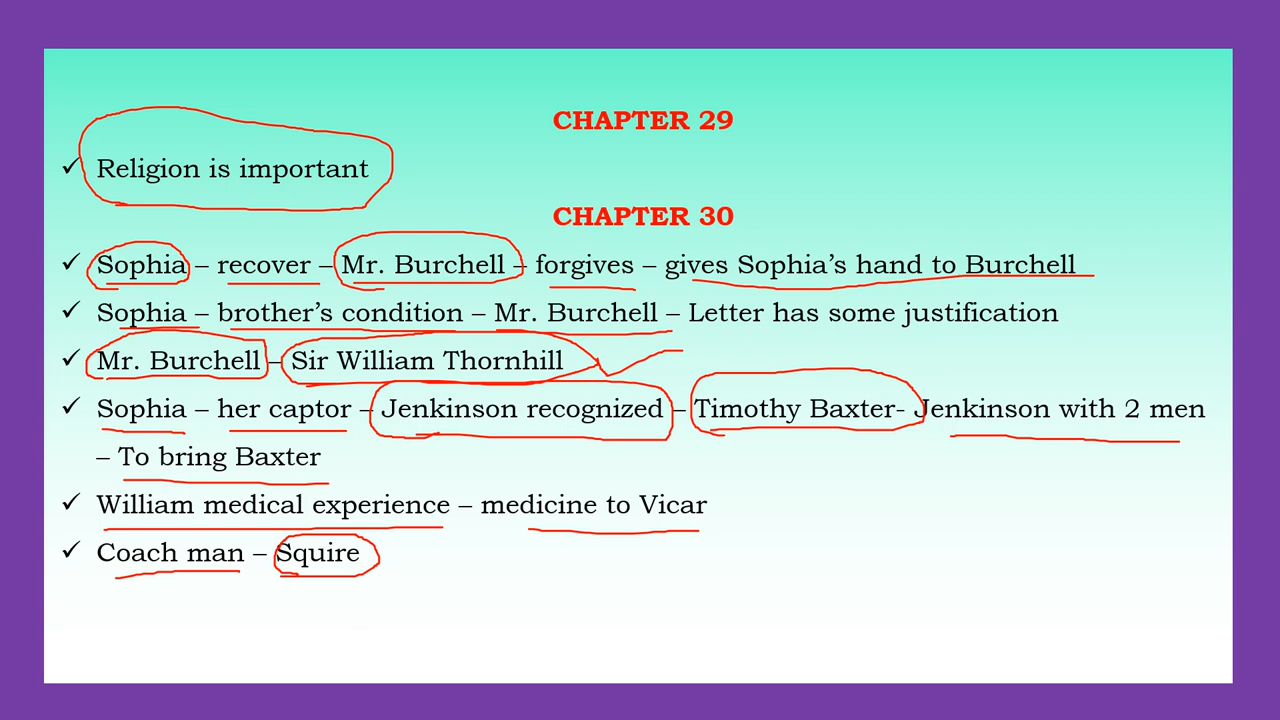 CHAPTER 29
✓ Religion is important
CHAPTER 30
✓ Sophia – recover – Mr. Burchell – forgives – gives Sophia’s hand to Burchell
✓ Sophia – brother’s condition – Mr. Burchell – Letter has some justification
✓ Mr. Burchell – Sir William Thornhill
✓ Sophia – her captor – Jenkinson recognized – Timothy Baxter- Jenkinson with 2 men
– To bring Baxter
✓ William medical experience – medicine to Vicar
✓ Coach man – Squire